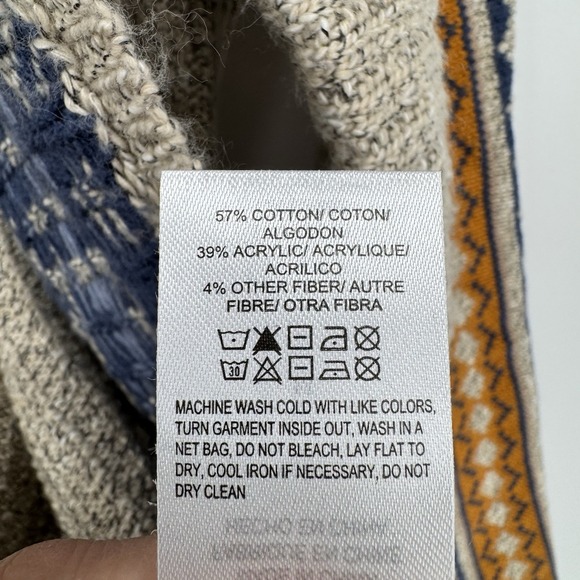 57% COTTON/ COTON/
ALGODON
39% ACRYLIC/ ACRYLIQUE/
ACRILICO
4% OTHER FIBER/ AUTRE
FIBRE/ OTRA FIBRA
30
MACHINE WASH COLD WITH LIKE COLORS,
TURN GARMENT INSIDE OUT, WASH IN A
NET BAG, DO NOT BLEACH, LAY FLAT TO
DRY, COOL IRON IF NECESSARY, DO NOT
DRY CLEAN